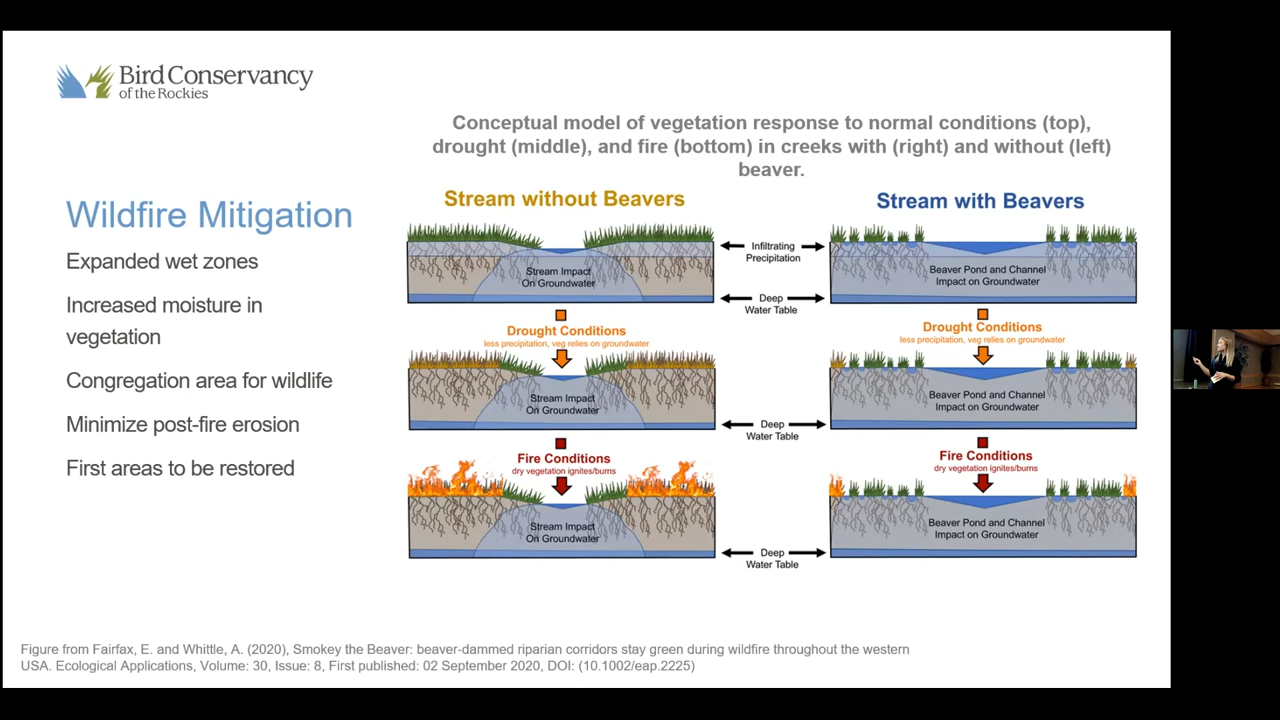 Bird Conservancy
of the Rockies
Conceptual model of vegetation response to normal conditions (top),
drought (middle), and fire (bottom) in creeks with (right) and without (left)
beaver.
Wildfire Mitigation
Expanded wet zones
Increased moisture in
vegetation
Congregation area for wildlife
Minimize post-fire erosion
First areas to be restored
Stream without Beavers
Stream with Beavers
Infiltrating
Precipitation
Stream Impact
On Groundwater
Beaver Pond and Channel
Impact on Groundwater
Deep
Water Table
Drought Conditions
less precipitation, veg relies on groundwater
Drought Conditions
less precipitation, veg relies on groundwater
Stream Impact
On Groundwater
Beaver Pond and Channel
Impact on Groundwater
Deep
Water Table
Fire Conditions
dry vegetation ignites/burns
Fire Conditions
dry vegetation ignites/burns
Stream Impact
On Groundwater
Beaver Pond and Channel
Impact on Groundwater
Deep
Water Table
Figure from Fairfax, E. and Whittle, A. (2020), Smokey the Beaver: beaver-dammed riparian corridors stay green during wildfire throughout the western
USA. Ecological Applications, Volume: 30, Issue: 8, First published: 02 September 2020, DOI: (10.1002/eap.2225)